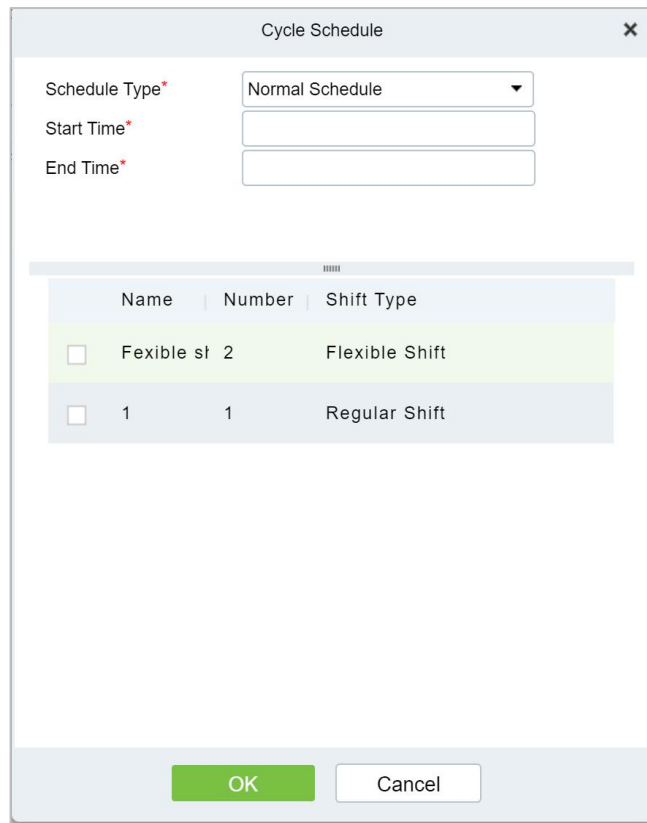 Cycle Schedule
Schedule Type* Normal Schedule
Start Time*
End Time*
Name Number Shift Type
Fexible sh 2 Flexible Shift
1 1 Regular Shift
OK Cancel